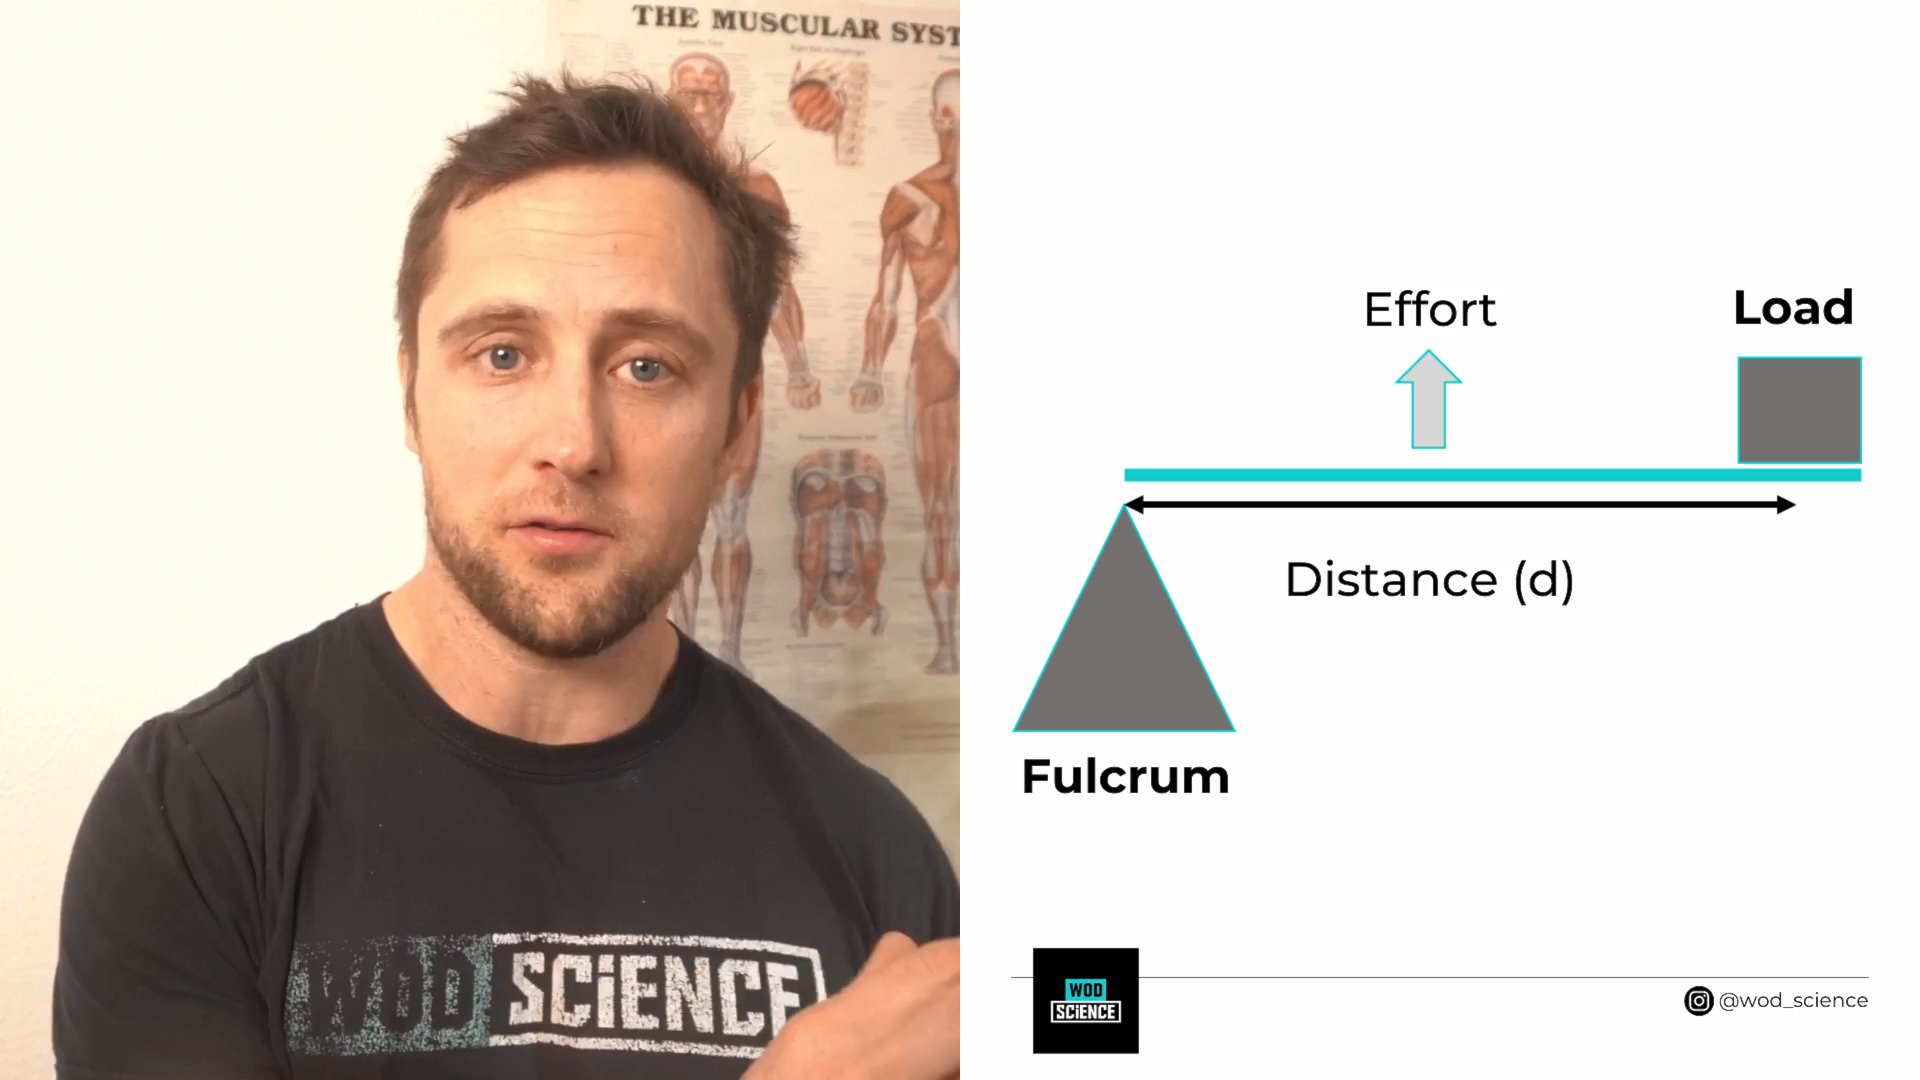 THE MUSCULAR SYST
WOD SCiENCE
Effort
Load
Distance (d)
Fulcrum
WOD
SCiENCE
@wod_science